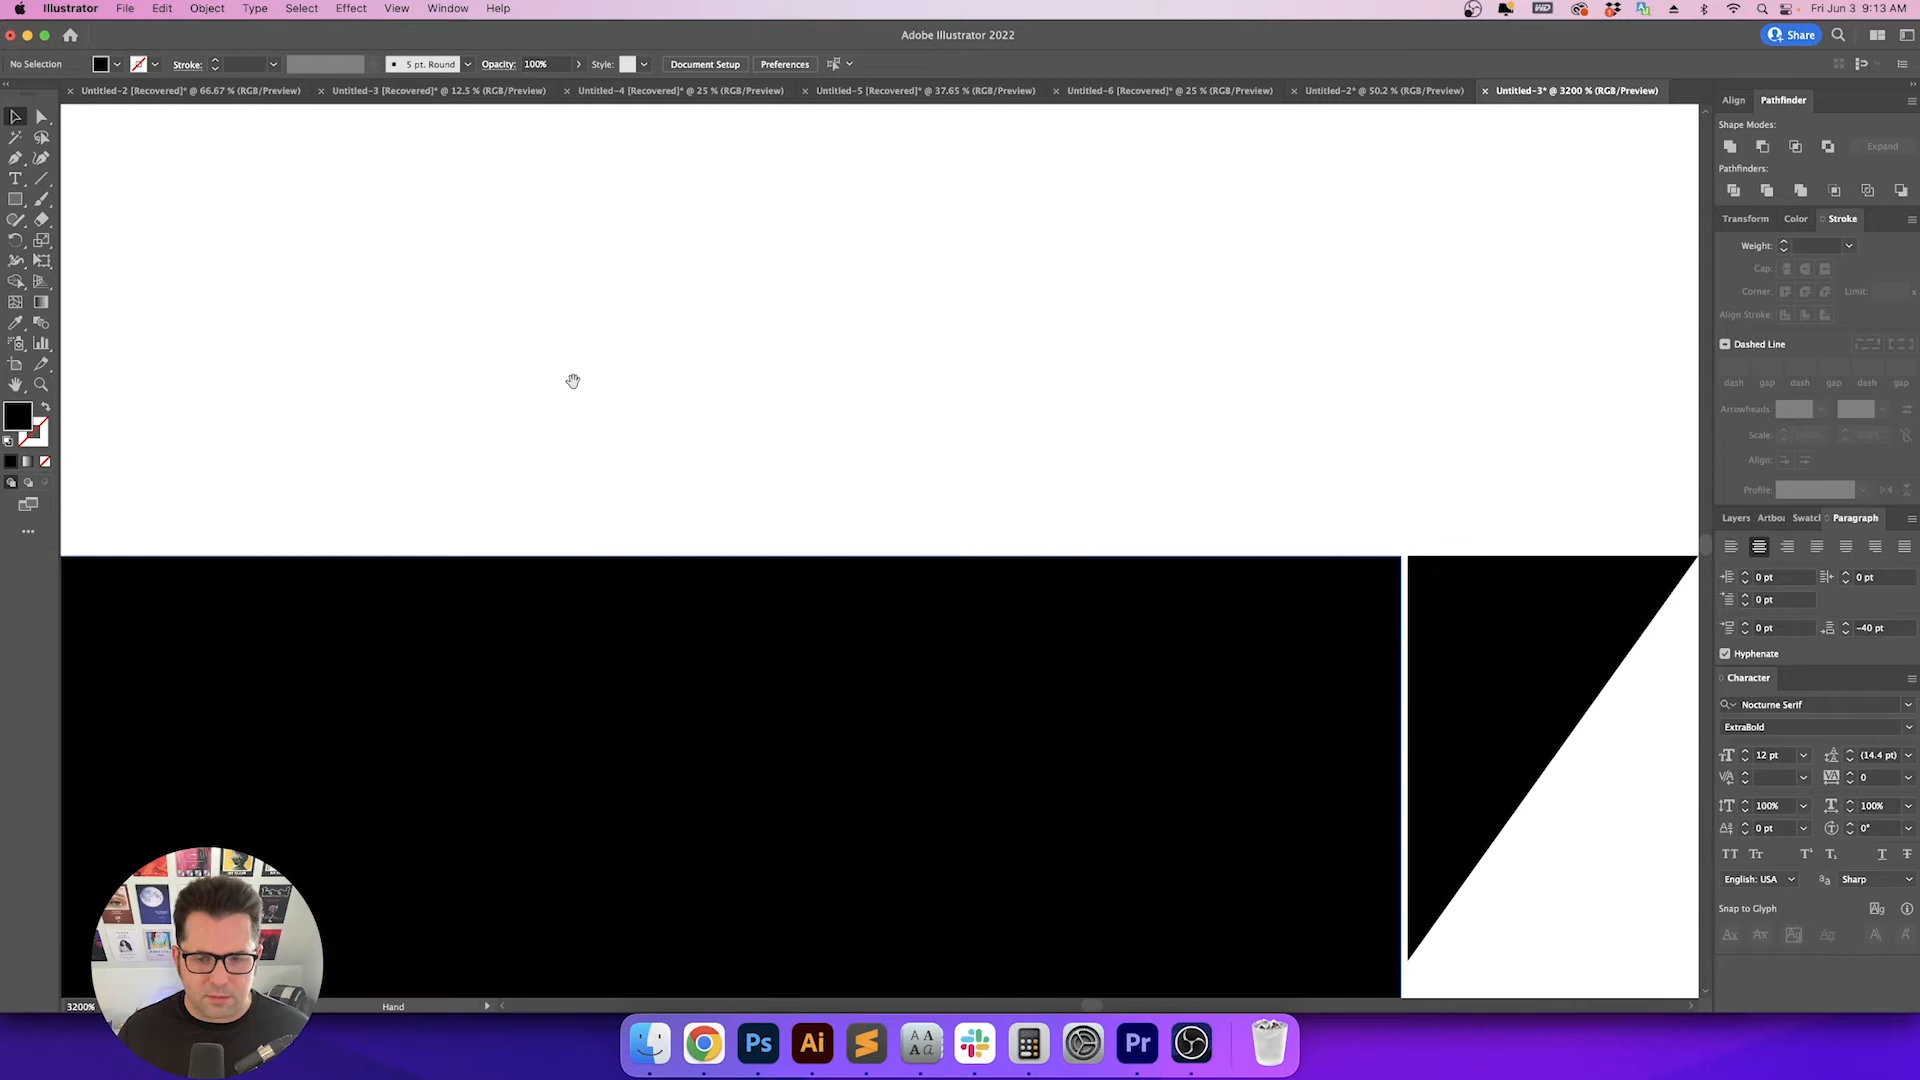 Illustrator File Edit Object Type Select Effect View Window Help Fri Jun 3 9:13 AM
Adobe Illustrator 2022 Share
No Selection Stroke: 5 pt. Round Opacity: 100% Style: Document Setup Preferences
Untitled-2 [Recovered]* @ 66.67 % (RGB/Preview) Untitled-3 [Recovered]* @ 12.5 % (RGB/Preview) Untitled-4 [Recovered]* @ 25 % (RGB/Preview) Untitled-5 [Recovered]* @ 37.65 % (RGB/Preview) Untitled-6 [Recovered]* @ 25 % (RGB/Preview) Untitled-2* @ 50.2 % (RGB/Preview) Untitled-3* @ 3200 % (RGB/Preview)
Align Pathfinder
Shape Modes:
Expand
Pathfinders:
Transform Color Stroke
Weight:
Cap:
Corner: Limit:
Align Stroke:
Dashed Line
dash gap dash gap dash gap
Arrowheads:
Scale:
Align:
Profile:
Layers Artboa Swatcl Paragraph
0 pt 0 pt
0 pt
0 pt -40 pt
Hyphenate
Character
Nocturne Serif
ExtraBold
12 pt (14.4 pt)
0
100% 100%
0 pt 0°
English: USA Sharp
Snap to Glyph
3200% Hand
Ps Ai Pr